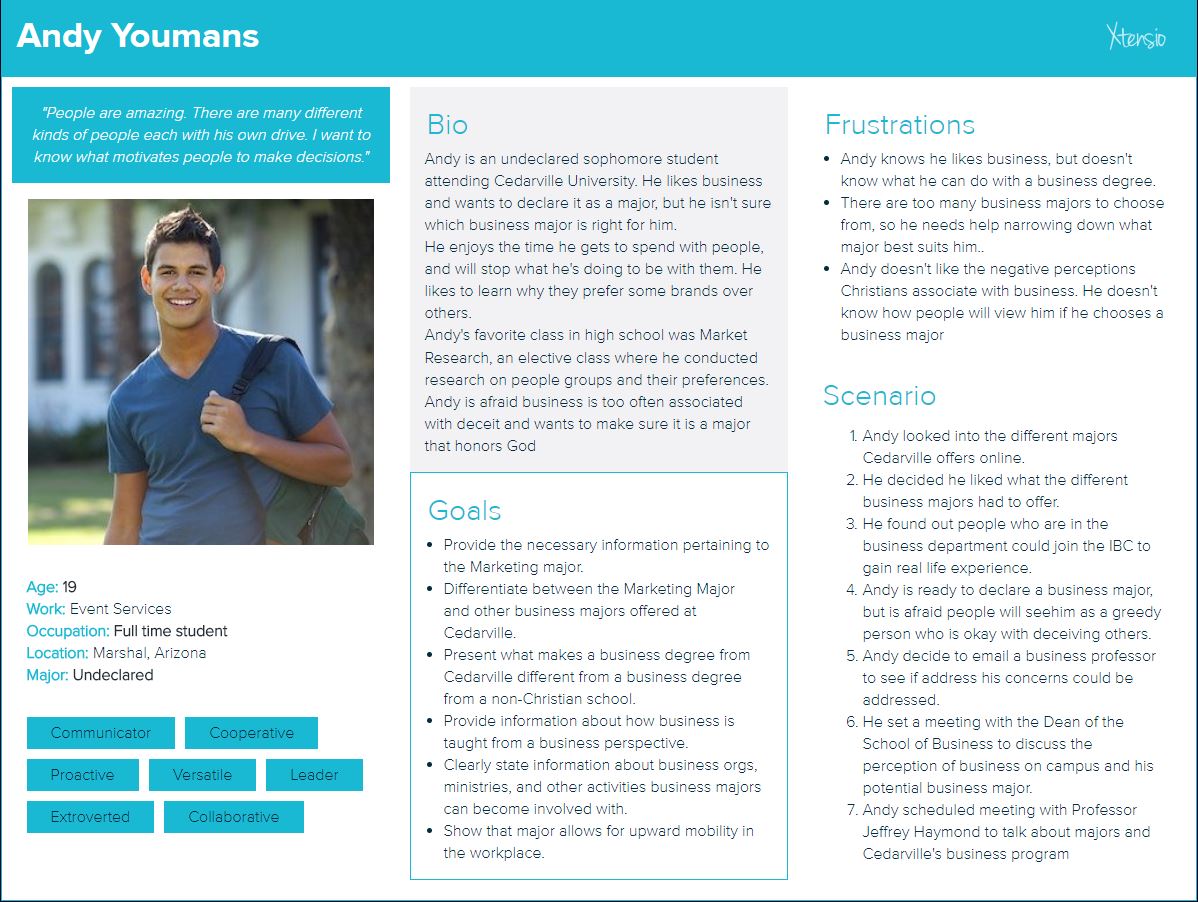 Andy Youmans
Xtensio
"People are amazing. There are many different
kinds of people each with his own drive. I want to
know what motivates people to make decisions."
Age: 19
Work: Event Services
Occupation: Full time student
Location: Marshal, Arizona
Major: Undeclared
Communicator
Cooperative
Proactive
Versatile
Leader
Extroverted
Collaborative
Bio
Andy is an undeclared sophomore student
attending Cedarville University. He likes business
and wants to declare it as a major, but he isn't sure
which business major is right for him.
He enjoys the time he gets to spend with people,
and will stop what he's doing to be with them. He
likes to learn why they prefer some brands over
others.
Andy's favorite class in high school was Market
Research, an elective class where he conducted
research on people groups and their preferences.
Andy is afraid business is too often associated
with deceit and wants to make sure it is a major
that honors God
Goals
• Provide the necessary information pertaining to
the Marketing major.
• Differentiate between the Marketing Major
and other business majors offered at
Cedarville.
• Present what makes a business degree from
Cedarville different from a business degree
from a non-Christian school.
• Provide information about how business is
taught from a business perspective.
• Clearly state information about business orgs,
ministries, and other activities business majors
can become involved with.
• Show that major allows for upward mobility in
the workplace.
Frustrations
• Andy knows he likes business, but doesn't
know what he can do with a business degree.
• There are too many business majors to choose
from, so he needs help narrowing down what
major best suits him..
• Andy doesn't like the negative perceptions
Christians associate with business. He doesn't
know how people will view him if he chooses a
business major
Scenario
1. Andy looked into the different majors
Cedarville offers online.
2. He decided he liked what the different
business majors had to offer.
3. He found out people who are in the
business department could join the IBC to
gain real life experience.
4. Andy is ready to declare a business major,
but is afraid people will seehim as a greedy
person who is okay with deceiving others.
5. Andy decide to email a business professor
to see if address his concerns could be
addressed.
6. He set a meeting with the Dean of the
School of Business to discuss the
perception of business on campus and his
potential business major.
7. Andy scheduled meeting with Professor
Jeffrey Haymond to talk about majors and
Cedarville's business program